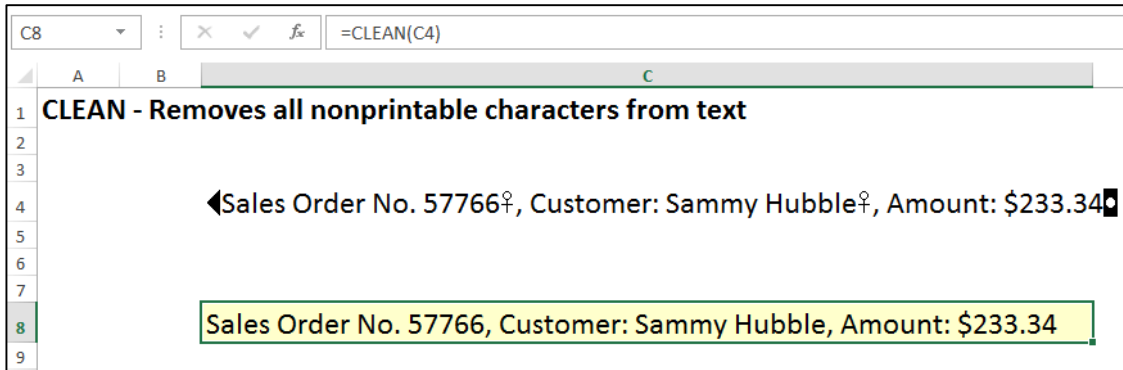 C8 fx =CLEAN(C4)
A B C
1 CLEAN - Removes all nonprintable characters from text
2
3
4 ◀Sales Order No. 57766♀, Customer: Sammy Hubble♀, Amount: $233.34◘
5
6
7
8 Sales Order No. 57766, Customer: Sammy Hubble, Amount: $233.34
9